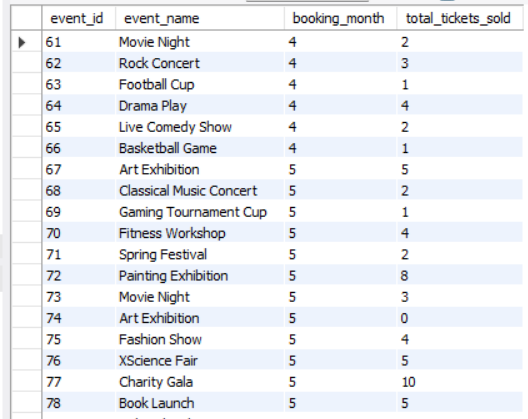 event_id event_name booking_month total_tickets_sold
61 Movie Night 4 2
62 Rock Concert 4 3
63 Football Cup 4 1
64 Drama Play 4 4
65 Live Comedy Show 4 2
66 Basketball Game 4 1
67 Art Exhibition 5 5
68 Classical Music Concert 5 2
69 Gaming Tournament Cup 5 1
70 Fitness Workshop 5 4
71 Spring Festival 5 2
72 Painting Exhibition 5 8
73 Movie Night 5 3
74 Art Exhibition 5 0
75 Fashion Show 5 4
76 XScience Fair 5 5
77 Charity Gala 5 10
78 Book Launch 5 5